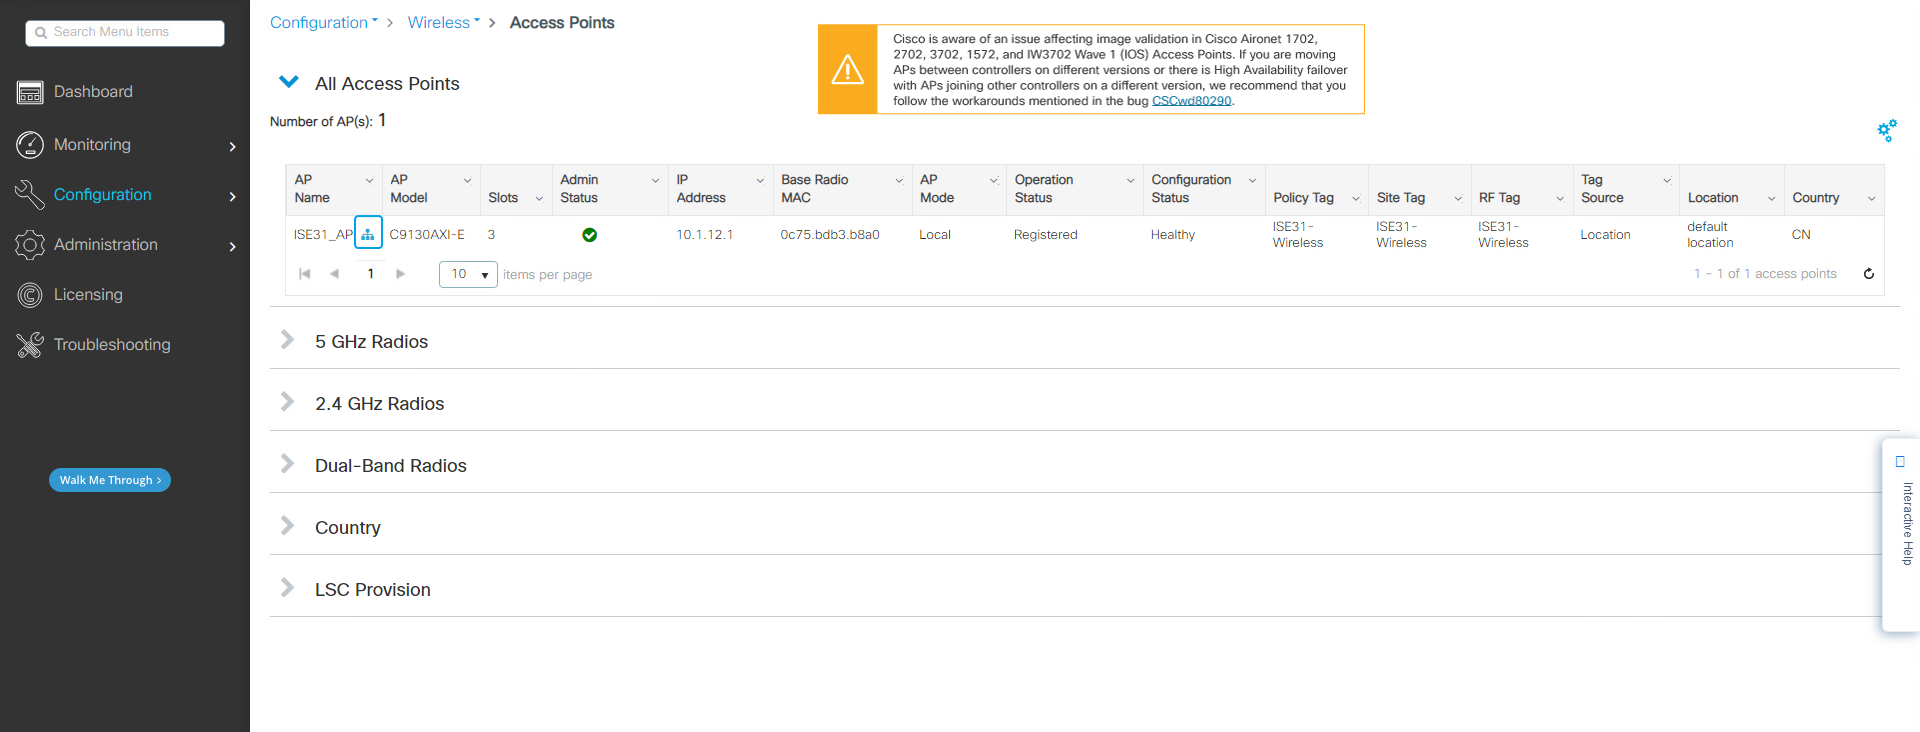 Search Menu Items
Dashboard
Monitoring
Configuration
Administration
Licensing
Troubleshooting
Walk Me Through >
Configuration > Wireless > Access Points
Cisco is aware of an issue affecting image validation in Cisco Aironet 1702,
2702, 3702, 1572, and IW3702 Wave 1 (IOS) Access Points. If you are moving
APs between controllers on different versions or there is High Availability failover
with APs joining other controllers on a different version, we recommend that you
follow the workarounds mentioned in the bug CSCwd80290.
All Access Points
Number of AP(s): 1
AP Name AP Model Slots Admin Status IP Address Base Radio MAC AP Mode Operation Status Configuration Status Policy Tag Site Tag RF Tag Tag Source Location Country
ISE31_AP C9130AXI-E 3 10.1.12.1 0c75.bdb3.b8a0 Local Registered Healthy ISE31-Wireless ISE31-Wireless ISE31-Wireless Location default location CN
1 10 items per page 1 - 1 of 1 access points
5 GHz Radios
2.4 GHz Radios
Dual-Band Radios
Country
LSC Provision
Interactive Help